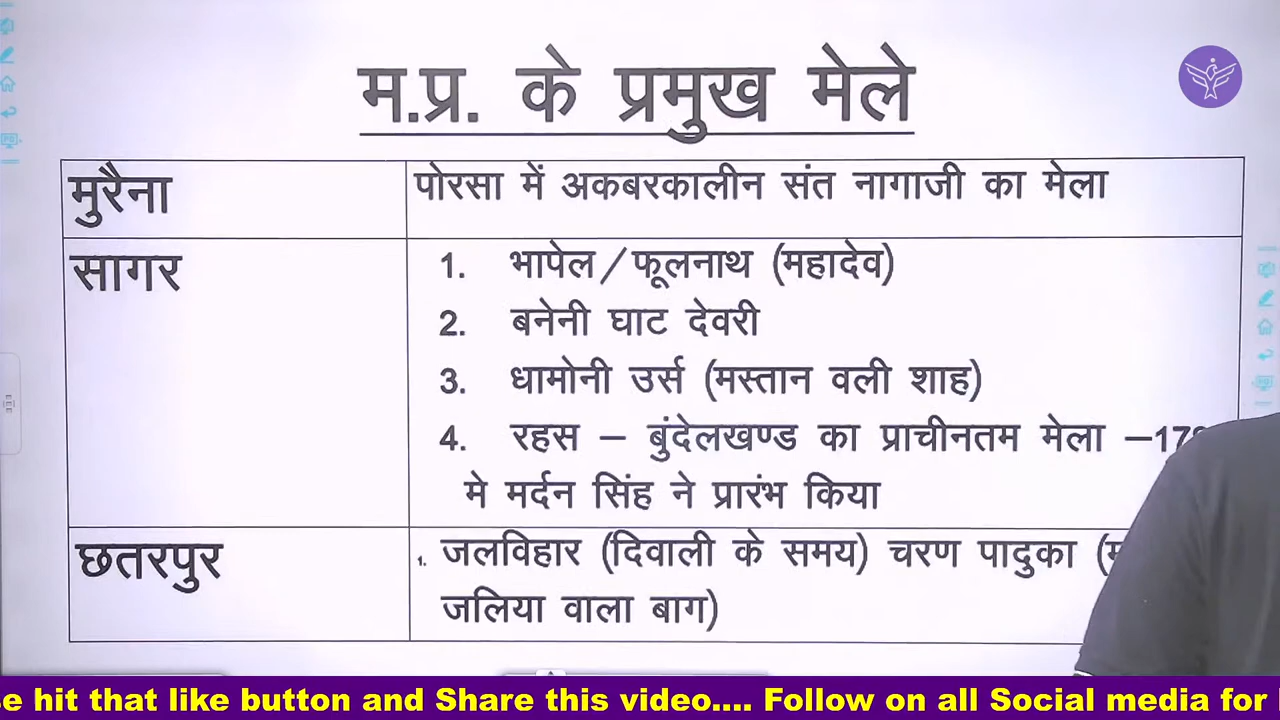 म.प्र. के प्रमुख मेले
मुरैना पोरसा में अकबरकालीन संत नागाजी का मेला
सागर 1. भापेल/फूलनाथ (महादेव)
2. बनेनी घाट देवरी
3. धामोनी उर्स (मस्तान वली शाह)
4. रहस – बुंदेलखण्ड का प्राचीनतम मेला –
मे मर्दन सिंह ने प्रारंभ किया
छतरपुर 1. जलविहार (दिवाली के समय) चरण पादुका
जलिया वाला बाग)
hit that like button and Share this video.... Follow on all Social media for